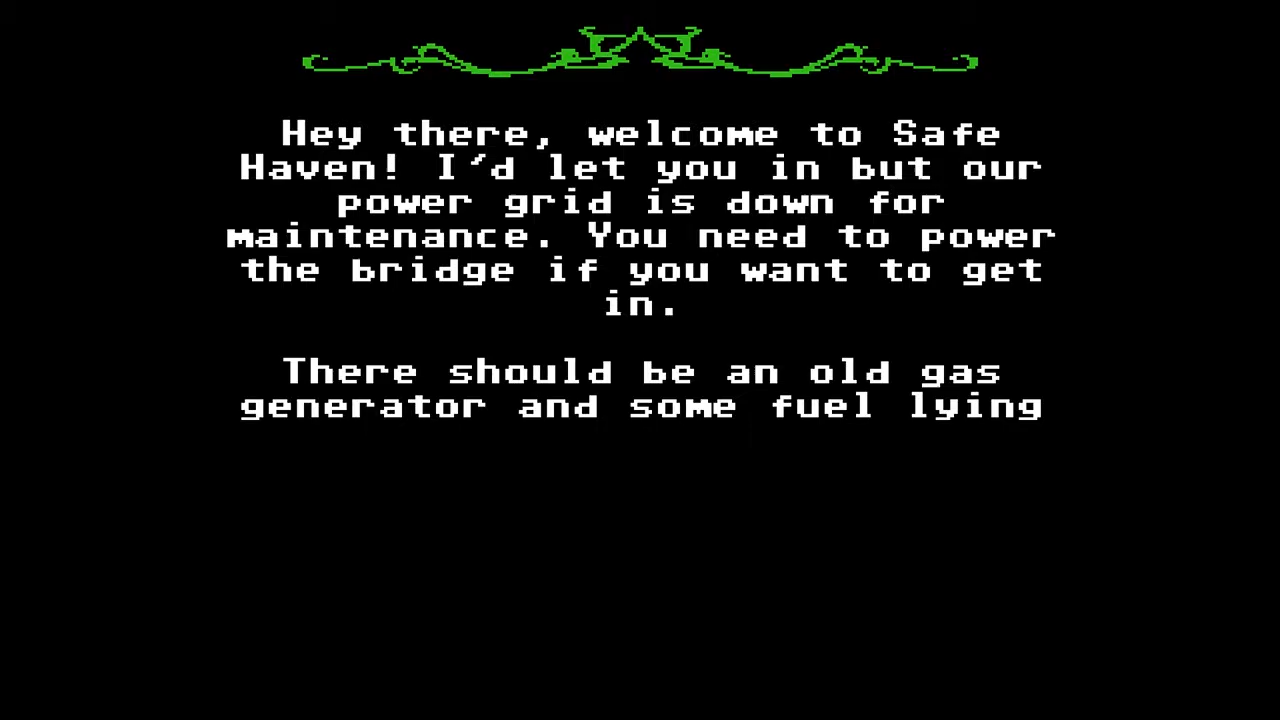 Hey there, welcome to Safe
Haven! I'd let you in but our
power grid is down for
maintenance. You need to power
the bridge if you want to get
in.
There should be an old gas
generator and some fuel lying